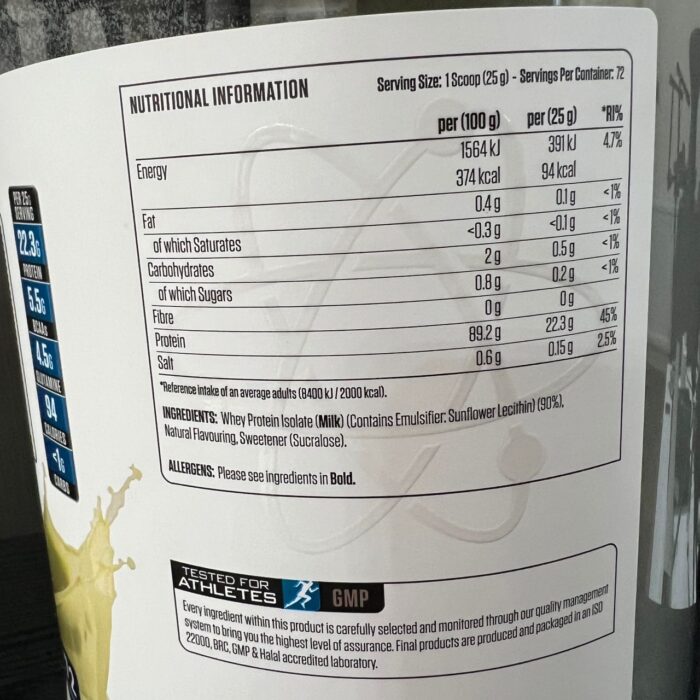 NUTRITIONAL INFORMATION
Serving Size: 1 Scoop (25 g) - Servings Per Container: 72
per (100 g) per (25 g) *RI%
Energy 1564 kJ 391 kJ 4.7%
374 kcal 94 kcal
Fat 0.4 g 0.1 g <1%
of which Saturates <0.3 g <0.1 g <1%
Carbohydrates 2 g 0.5 g <1%
of which Sugars 0.8 g 0.2 g <1%
Fibre 0 g 0 g
Protein 89.2 g 22.3 g 45%
Salt 0.6 g 0.15 g 2.5%
*Reference intake of an average adults (8400 kJ / 2000 kcal).
INGREDIENTS: Whey Protein Isolate (Milk) (Contains Emulsifier: Sunflower Lecithin) (90%),
Natural Flavouring, Sweetener (Sucralose).
ALLERGENS: Please see ingredients in Bold.
PER 25G
SERVING
22.3G
PROTEIN
5.5G
BCAAs
4.5G
GLUTAMINE
94
CALORIES
<1G
CARBS
TESTED FOR
ATHLETES
GMP
Every ingredient within this product is carefully selected and monitored through our quality management
system to bring you the highest level of assurance. Final products are produced and packaged in an ISO
22000, BRC, GMP & Halal accredited laboratory.